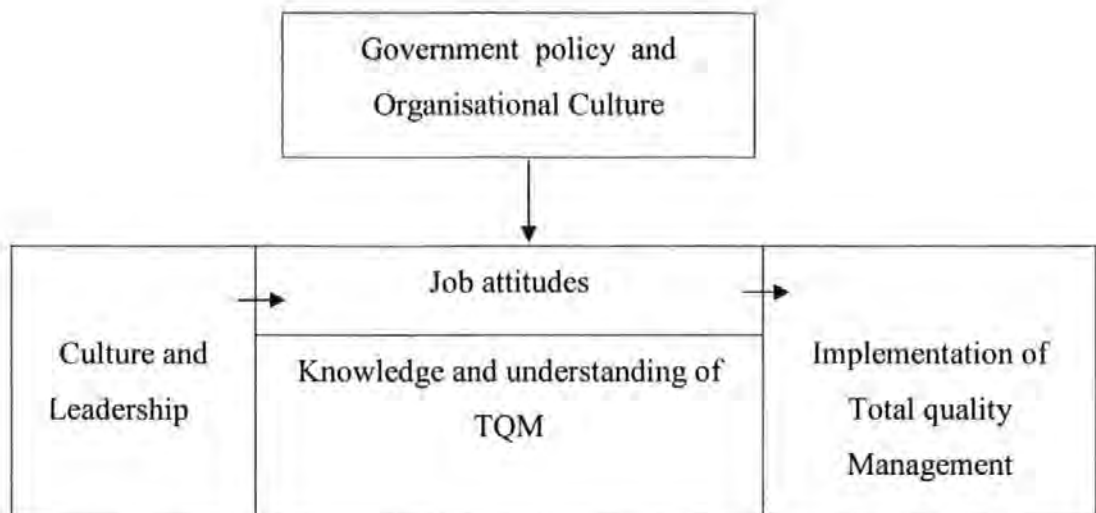 Government policy and
Organisational Culture
Job attitudes
Culture and
Leadership
Knowledge and understanding of
TQM
Implementation of
Total quality
Management